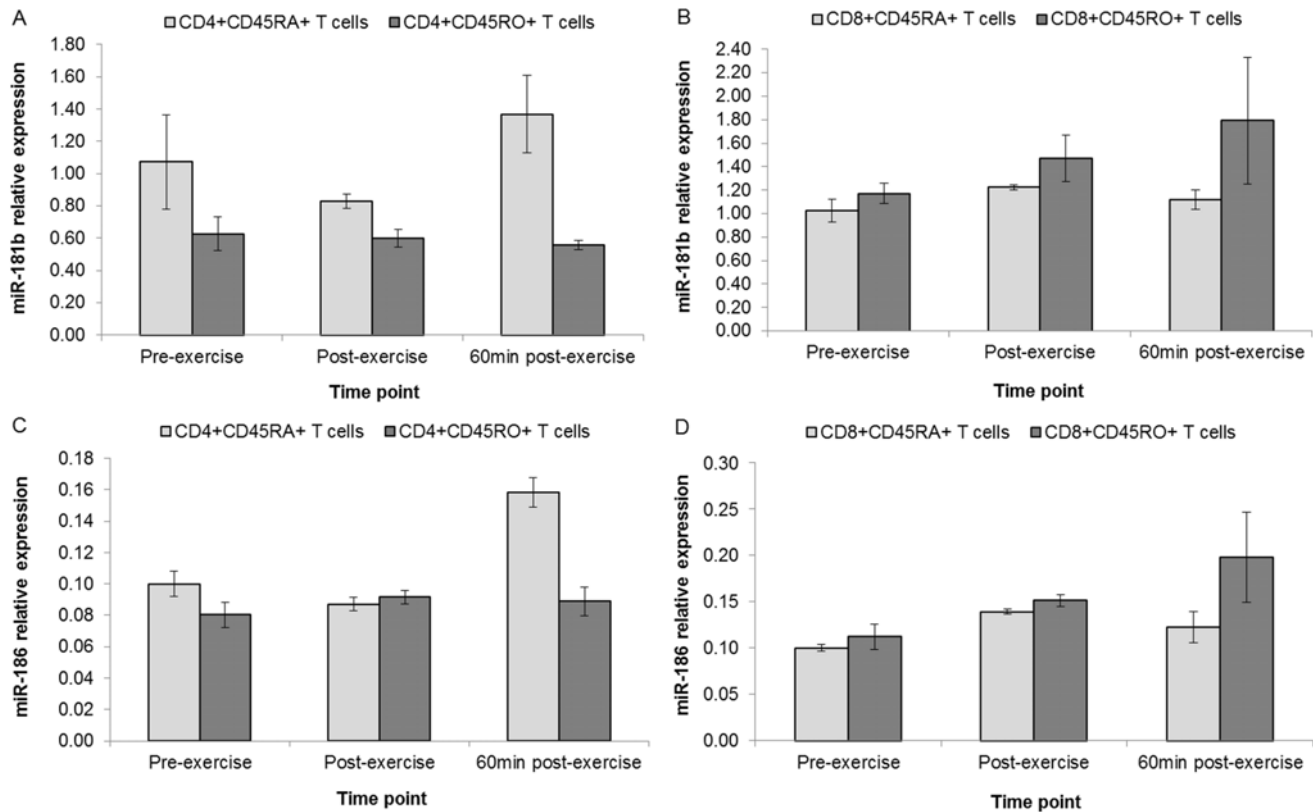 A
CD4+CD45RA+ T cells CD4+CD45RO+ T cells
miR-181b relative expression
1.80
1.60
1.40
1.20
1.00
0.80
0.60
0.40
0.20
0.00
Pre-exercise Post-exercise 60min post-exercise
Time point
B
CD8+CD45RA+ T cells CD8+CD45RO+ T cells
miR-181b relative expression
2.40
2.20
2.00
1.80
1.60
1.40
1.20
1.00
0.80
0.60
0.40
0.20
0.00
Pre-exercise Post-exercise 60min post-exercise
Time point
C
CD4+CD45RA+ T cells CD4+CD45RO+ T cells
miR-186 relative expression
0.18
0.16
0.14
0.12
0.10
0.08
0.06
0.04
0.02
0.00
Pre-exercise Post-exercise 60min post-exercise
Time point
D
CD8+CD45RA+ T cells CD8+CD45RO+ T cells
miR-186 relative expression
0.30
0.25
0.20
0.15
0.10
0.05
0.00
Pre-exercise Post-exercise 60min post-exercise
Time point